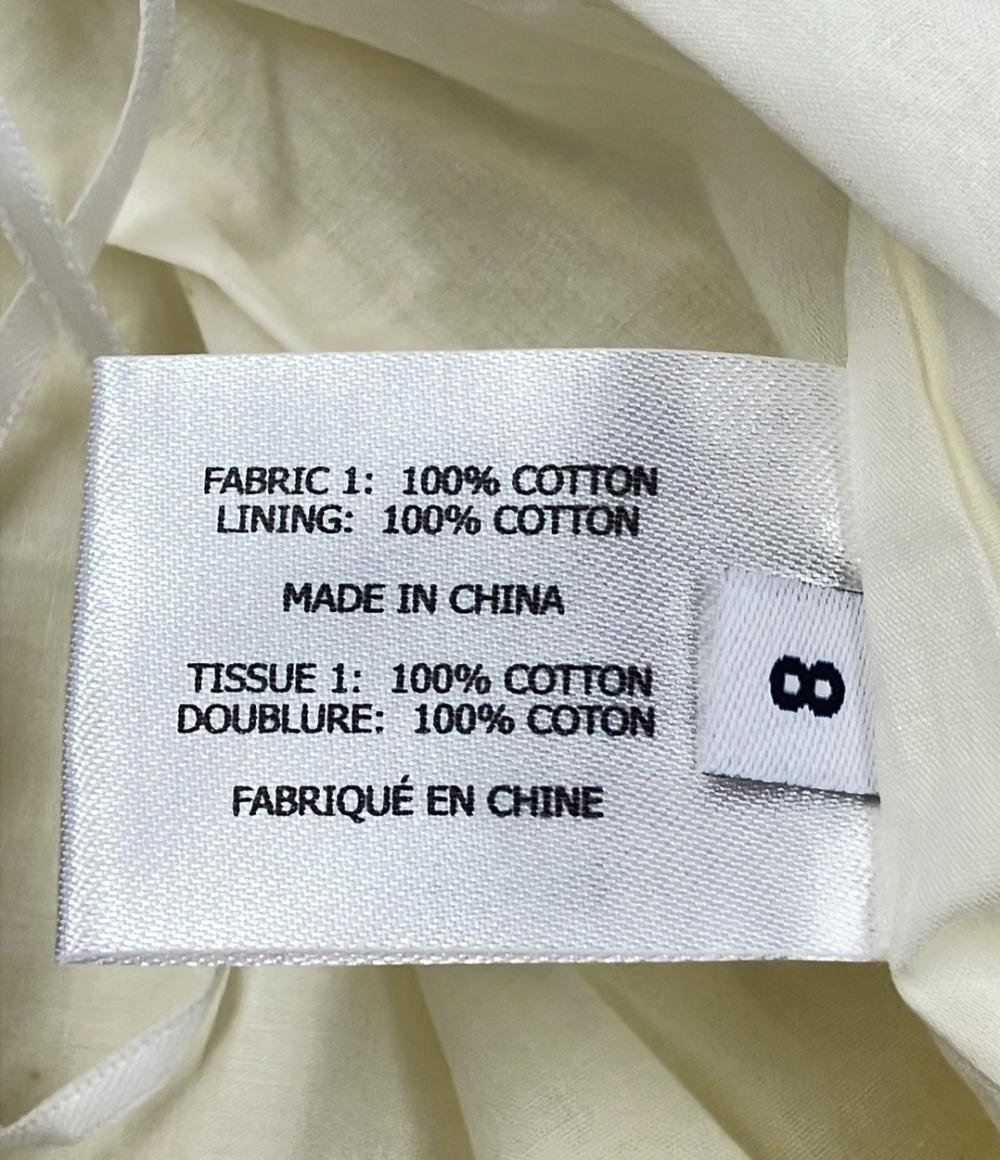 FABRIC 1: 100% COTTON
LINING: 100% COTTON
MADE IN CHINA
TISSUE 1: 100% COTTON
DOUBLURE: 100% COTON
FABRIQUÉ EN CHINE
8